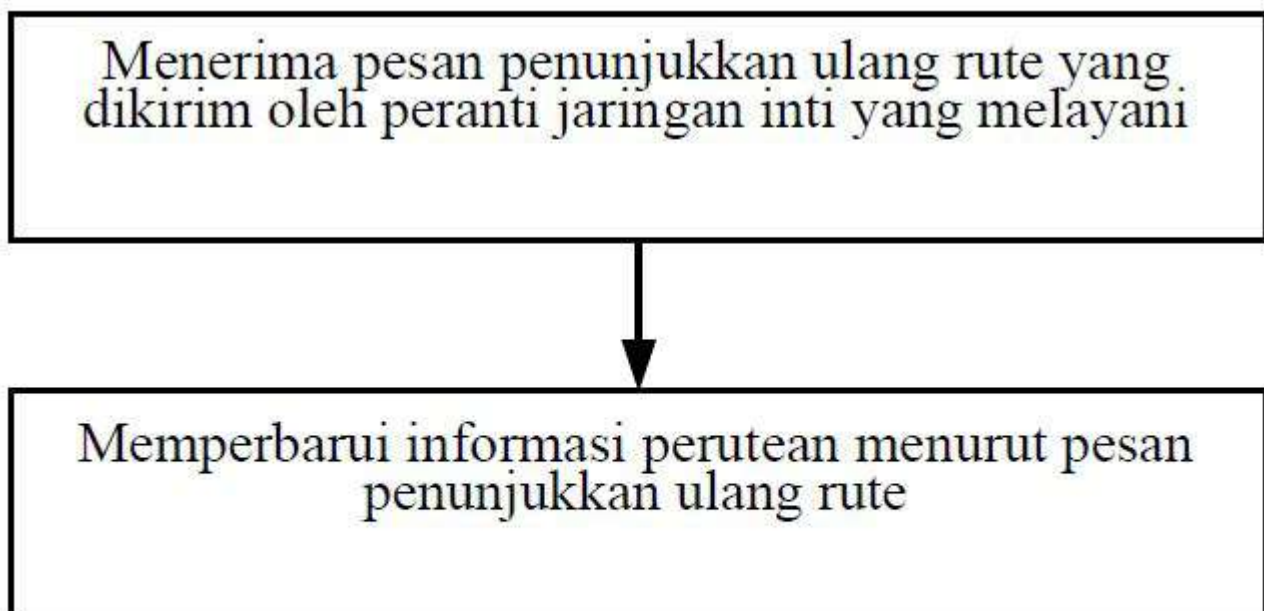 Menerima pesan penunjukkan ulang rute yang
dikirim oleh peranti jaringan inti yang melayani
Memperbarui informasi perutean menurut pesan
penunjukkan ulang rute